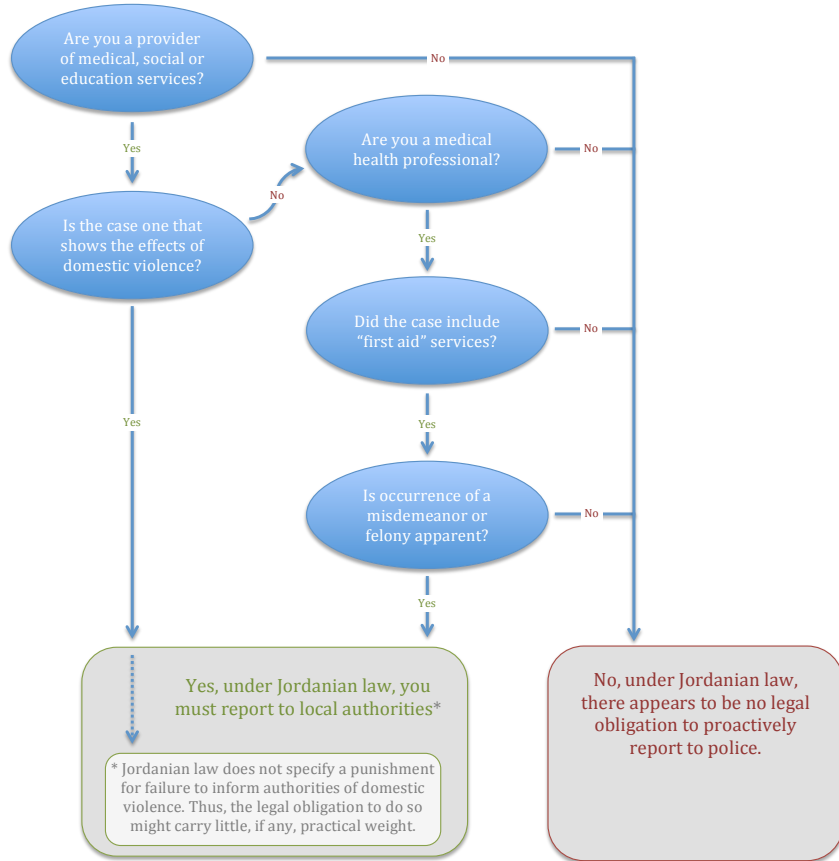 Are you a provider
of medical, social or
education services?
No
Yes
Are you a medical
health professional?
No
No
Is the case one that
shows the effects of
domestic violence?
Yes
Did the case include
“first aid” services?
No
Yes
Yes
Is occurrence of a
misdemeanor or
felony apparent?
No
Yes
Yes, under Jordanian law, you
must report to local authorities*
* Jordanian law does not specify a punishment
for failure to inform authorities of domestic
violence. Thus, the legal obligation to do so
might carry little, if any, practical weight.
No, under Jordanian law,
there appears to be no legal
obligation to proactively
report to police.